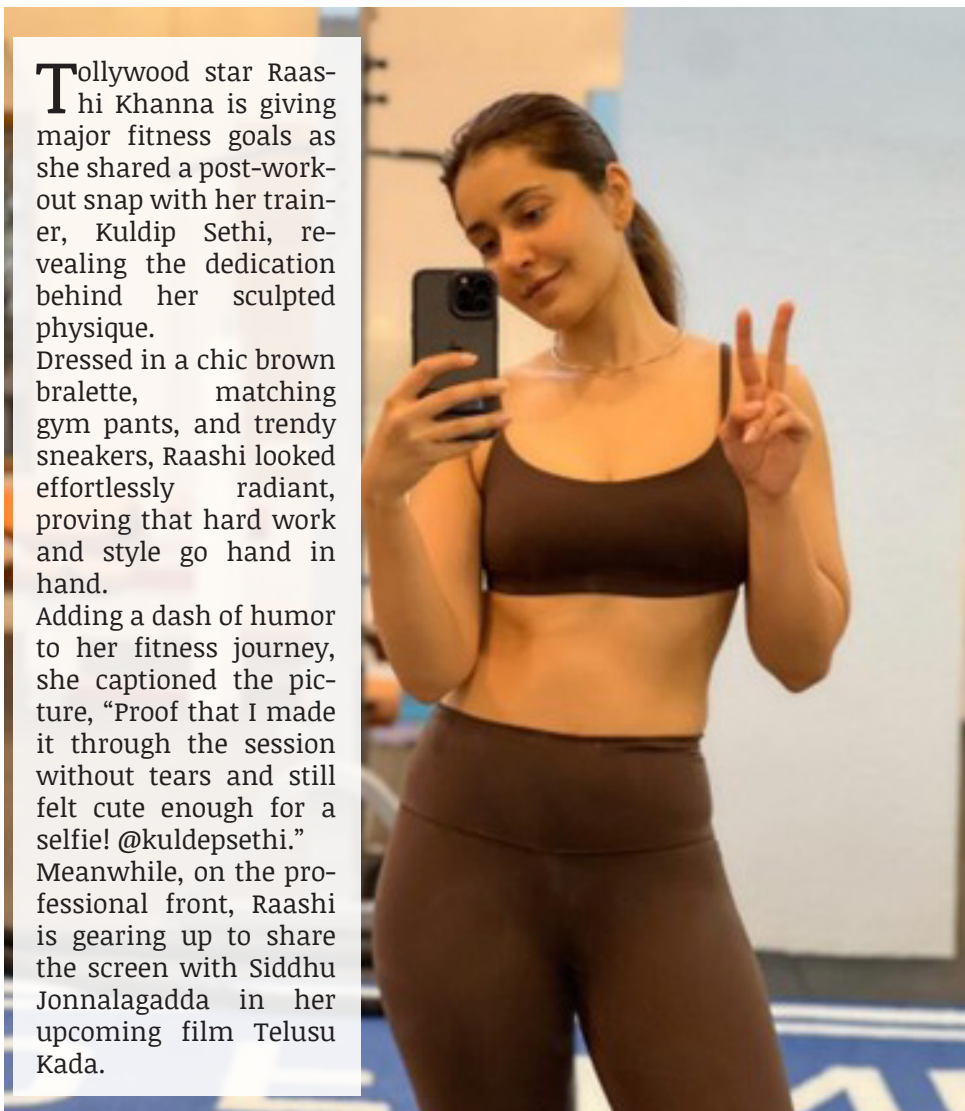 Tollywood star Raas-
hi Khanna is giving
major fitness goals as
she shared a post-work-
out snap with her train-
er, Kuldip Sethi, re-
vealing the dedication
behind her sculpted
physique.
Dressed in a chic brown
bralette, matching
gym pants, and trendy
sneakers, Raashi looked
effortlessly radiant,
proving that hard work
and style go hand in
hand.
Adding a dash of humor
to her fitness journey,
she captioned the pic-
ture, “Proof that I made
it through the session
without tears and still
felt cute enough for a
selfie! @kuldepsethi.”
Meanwhile, on the pro-
fessional front, Raashi
is gearing up to share
the screen with Siddhu
Jonnalagadda in her
upcoming film Telusu
Kada.